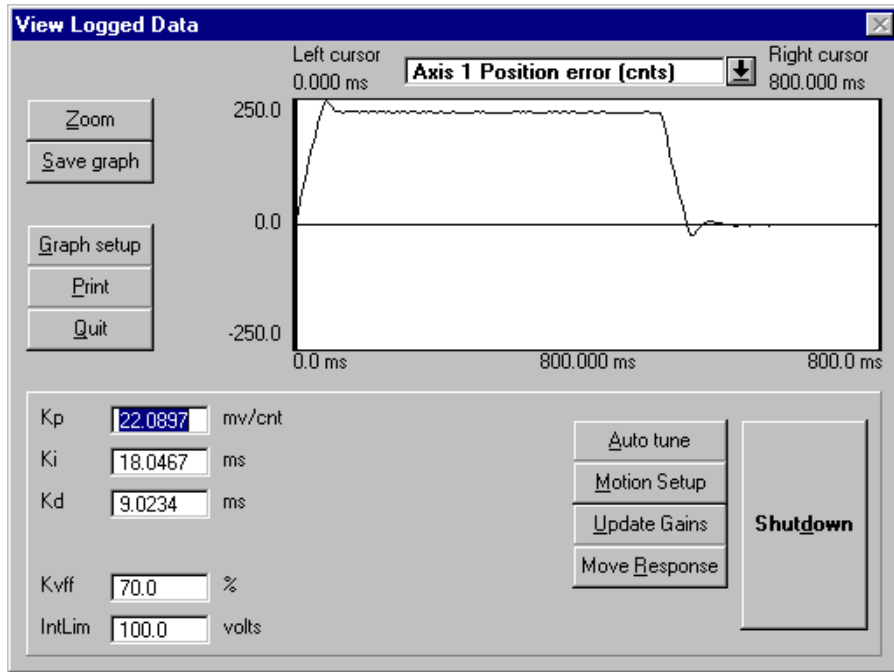 View Logged Data
Left cursor
0.000 ms
Axis 1 Position error (cnts)
Right cursor
800.000 ms
Zoom
Save graph
Graph setup
Print
Quit
250.0
0.0
-250.0
0.0 ms
800.000 ms
800.0 ms
Kp 22.0897 mv/cnt
Ki 18.0467 ms
Kd 9.0234 ms
Kvff 70.0 %
IntLim 100.0 volts
Auto tune
Motion Setup
Update Gains
Move Response
Shutdown